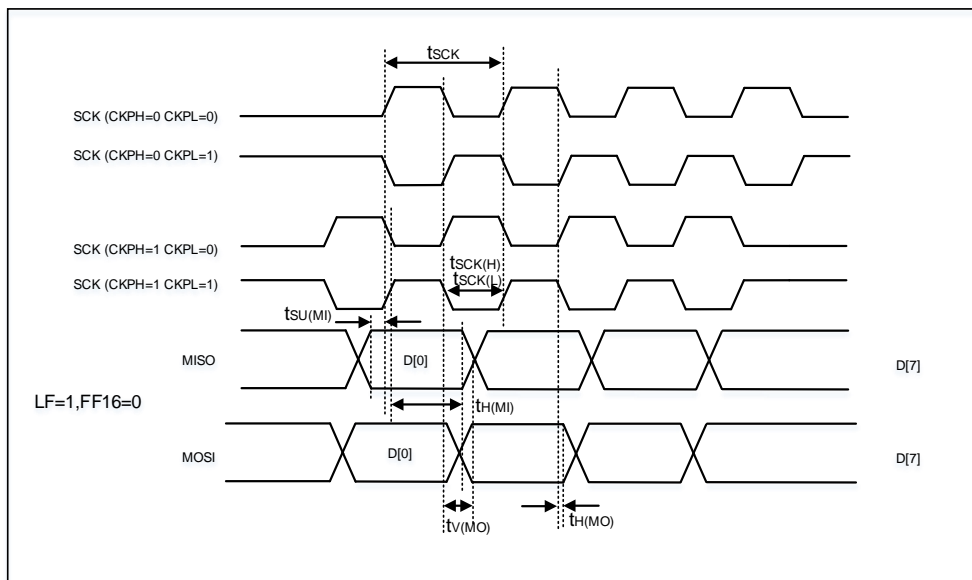 tSCK
SCK (CKPH=0 CKPL=0)
SCK (CKPH=0 CKPL=1)
SCK (CKPH=1 CKPL=0)
tSCK(H)
tSCK(L)
SCK (CKPH=1 CKPL=1)
tSU(MI)
MISO
D[0]
D[7]
LF=1,FF16=0
tH(MI)
MOSI
D[0]
D[7]
tV(MO)
tH(MO)